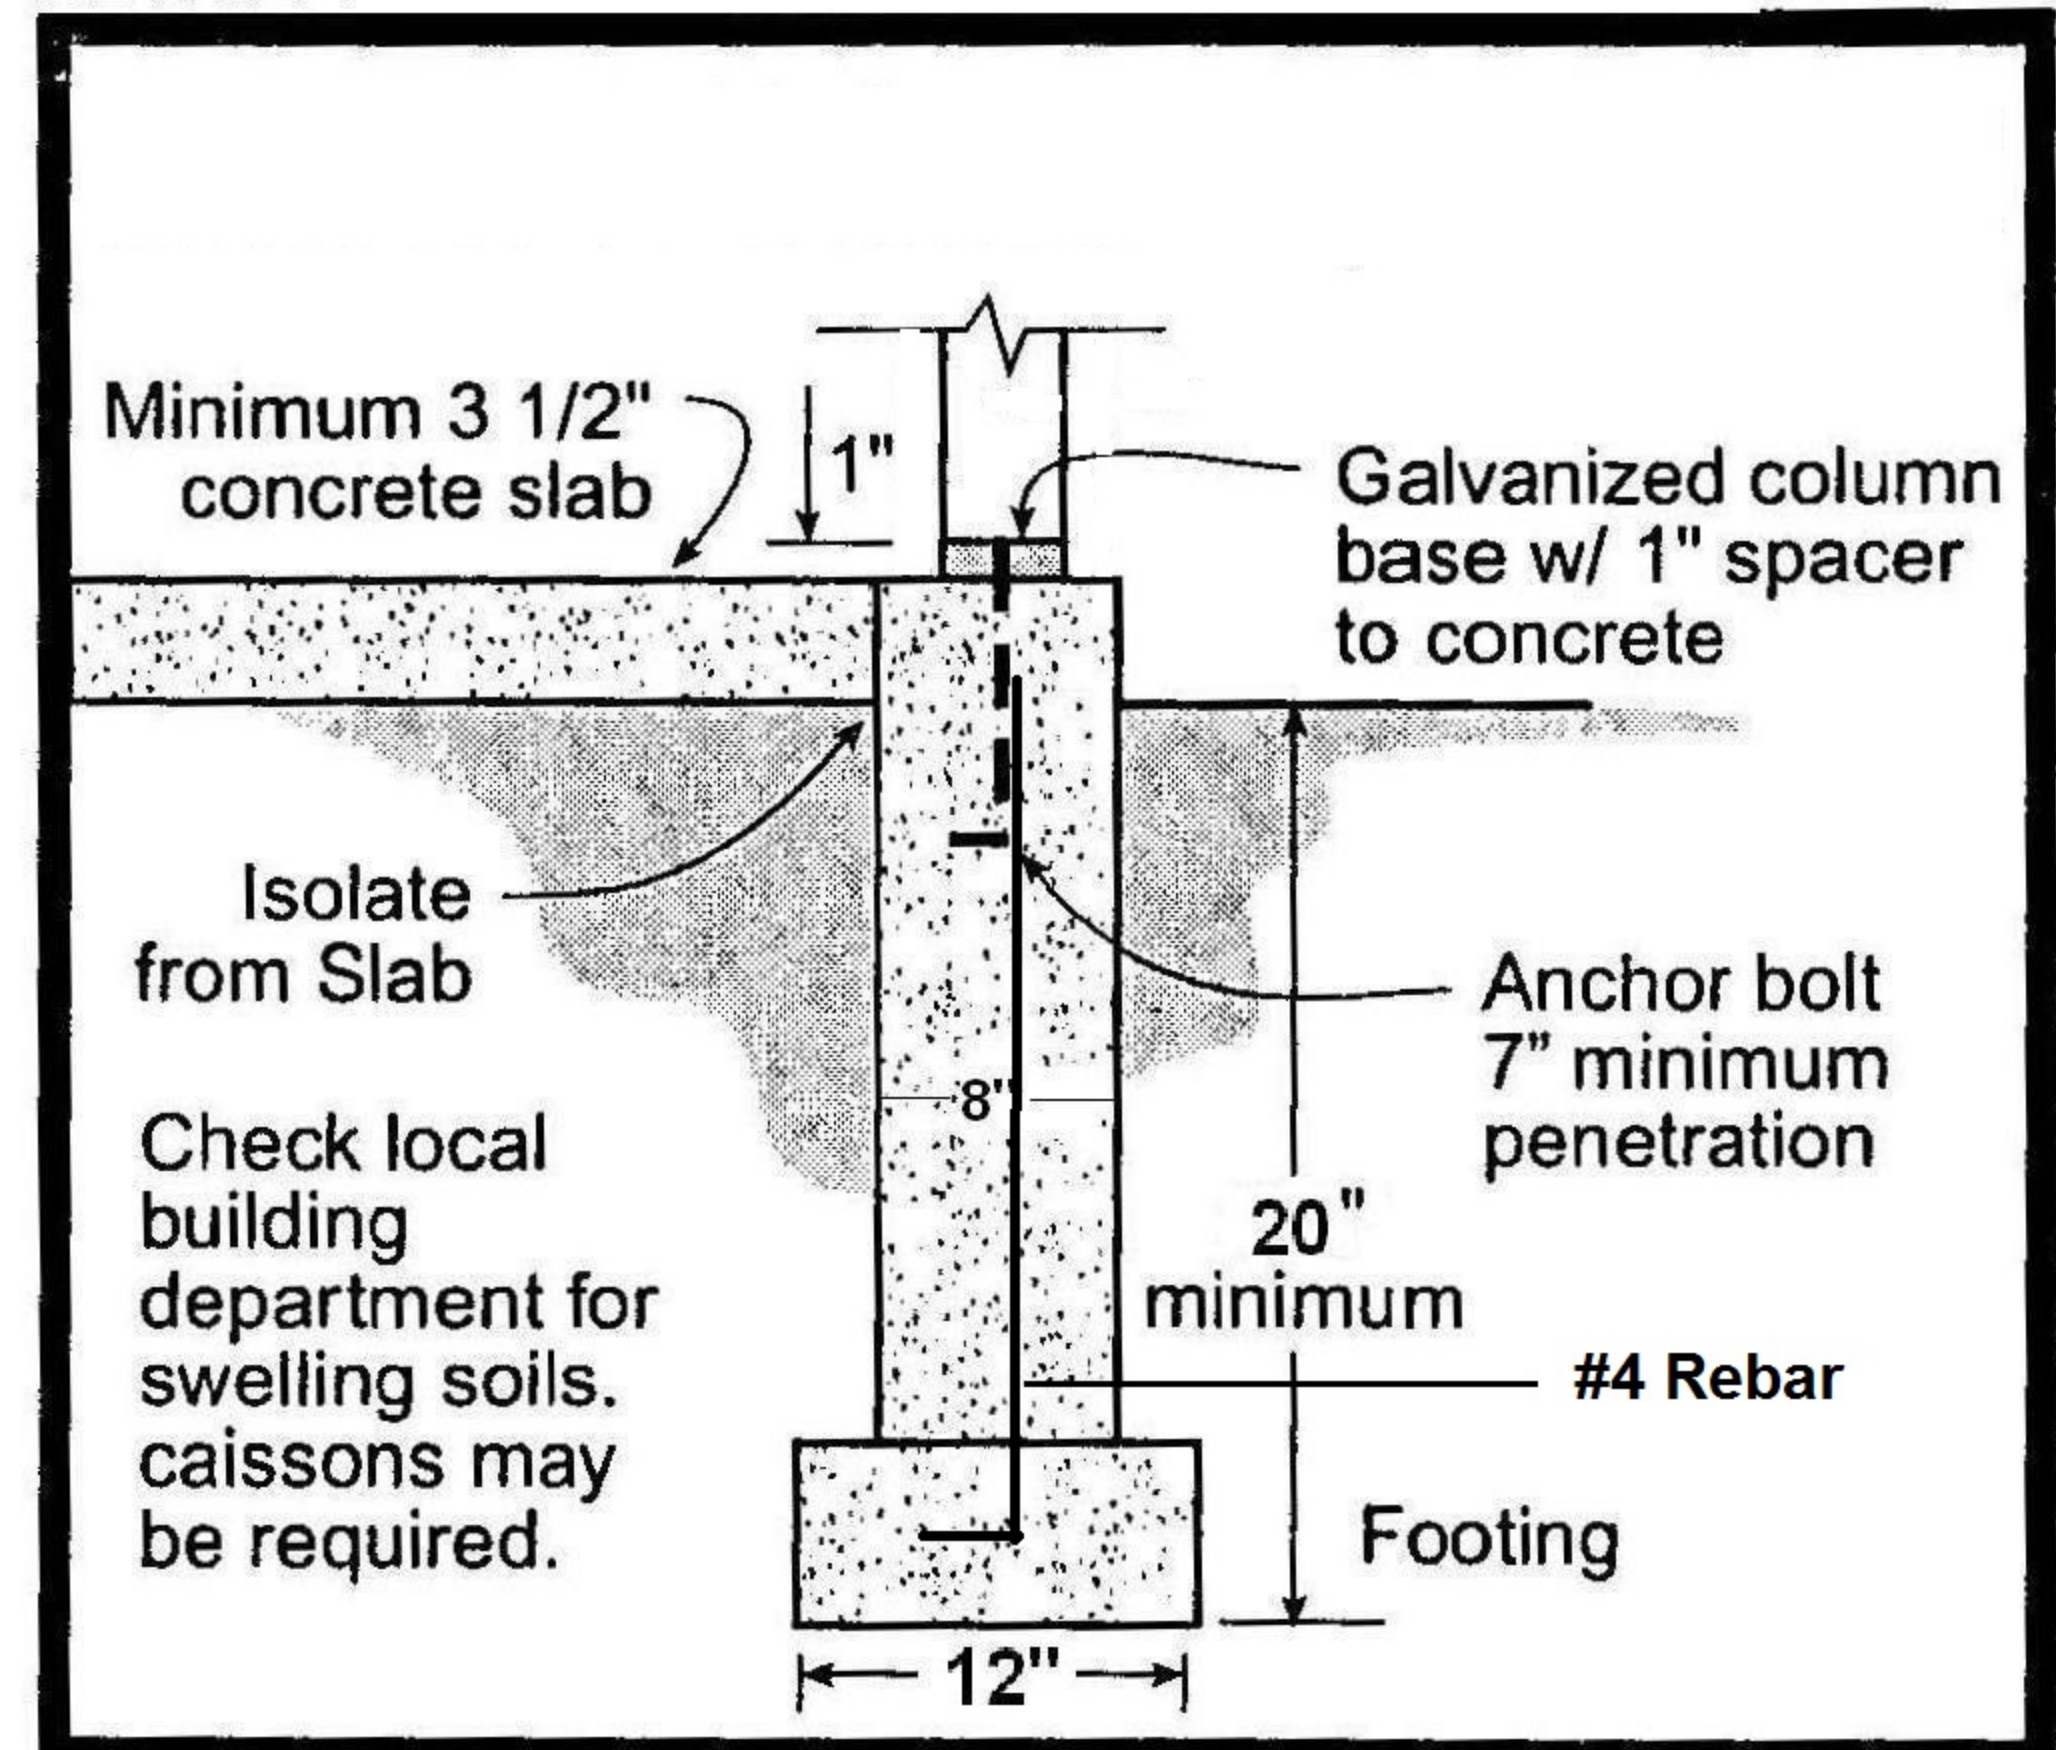 Minimum 3 1/2"
concrete slab
1"
Galvanized column
base w/ 1" spacer
to concrete
Isolate
from Slab
Anchor bolt
7” minimum
penetration
8"
Check local
building
department for
swelling soils.
caissons may
be required.
20"
minimum
#4 Rebar
Footing
12"